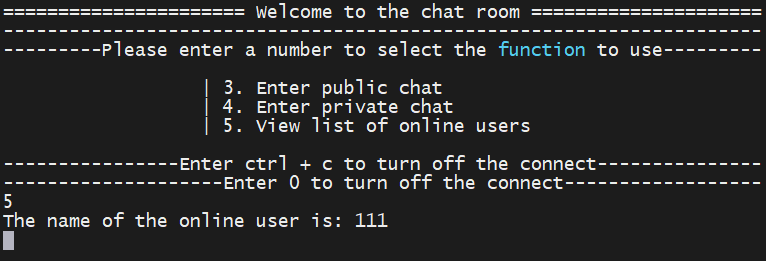 ====================== Welcome to the chat room =====================
---------------------------------------------------------------------
---------Please enter a number to select the function to use---------
| 3. Enter public chat
| 4. Enter private chat
| 5. View list of online users
----------------Enter ctrl + c to turn off the connect---------------
--------------------Enter 0 to turn off the connect------------------
5
The name of the online user is: 111